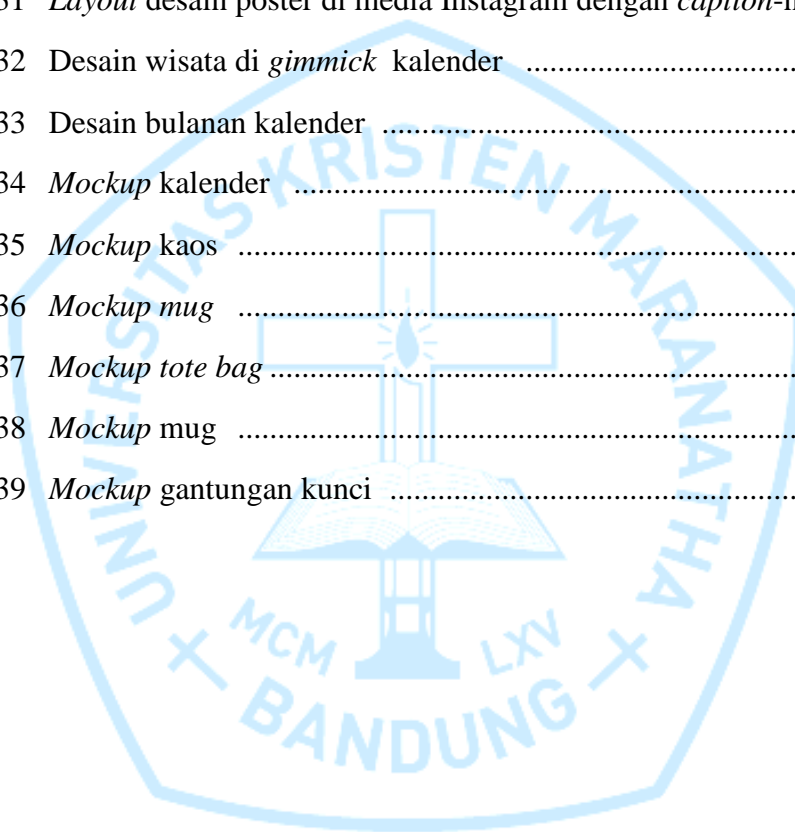 31 Layout desain poster di media Instagram dengan caption-n
32 Desain wisata di gimmick kalender ................................................
33 Desain bulanan kalender .......................................................................
34 Mockup kalender .....................................................................................
35 Mockup kaos ..............................................................................................
36 Mockup mug ..............................................................................................
37 Mockup tote bag .........................................................................................
38 Mockup mug ..............................................................................................
39 Mockup gantungan kunci ......................................................................
UNIVERSITAS KRISTEN MARANATHA
MCM LXV
BANDUNG